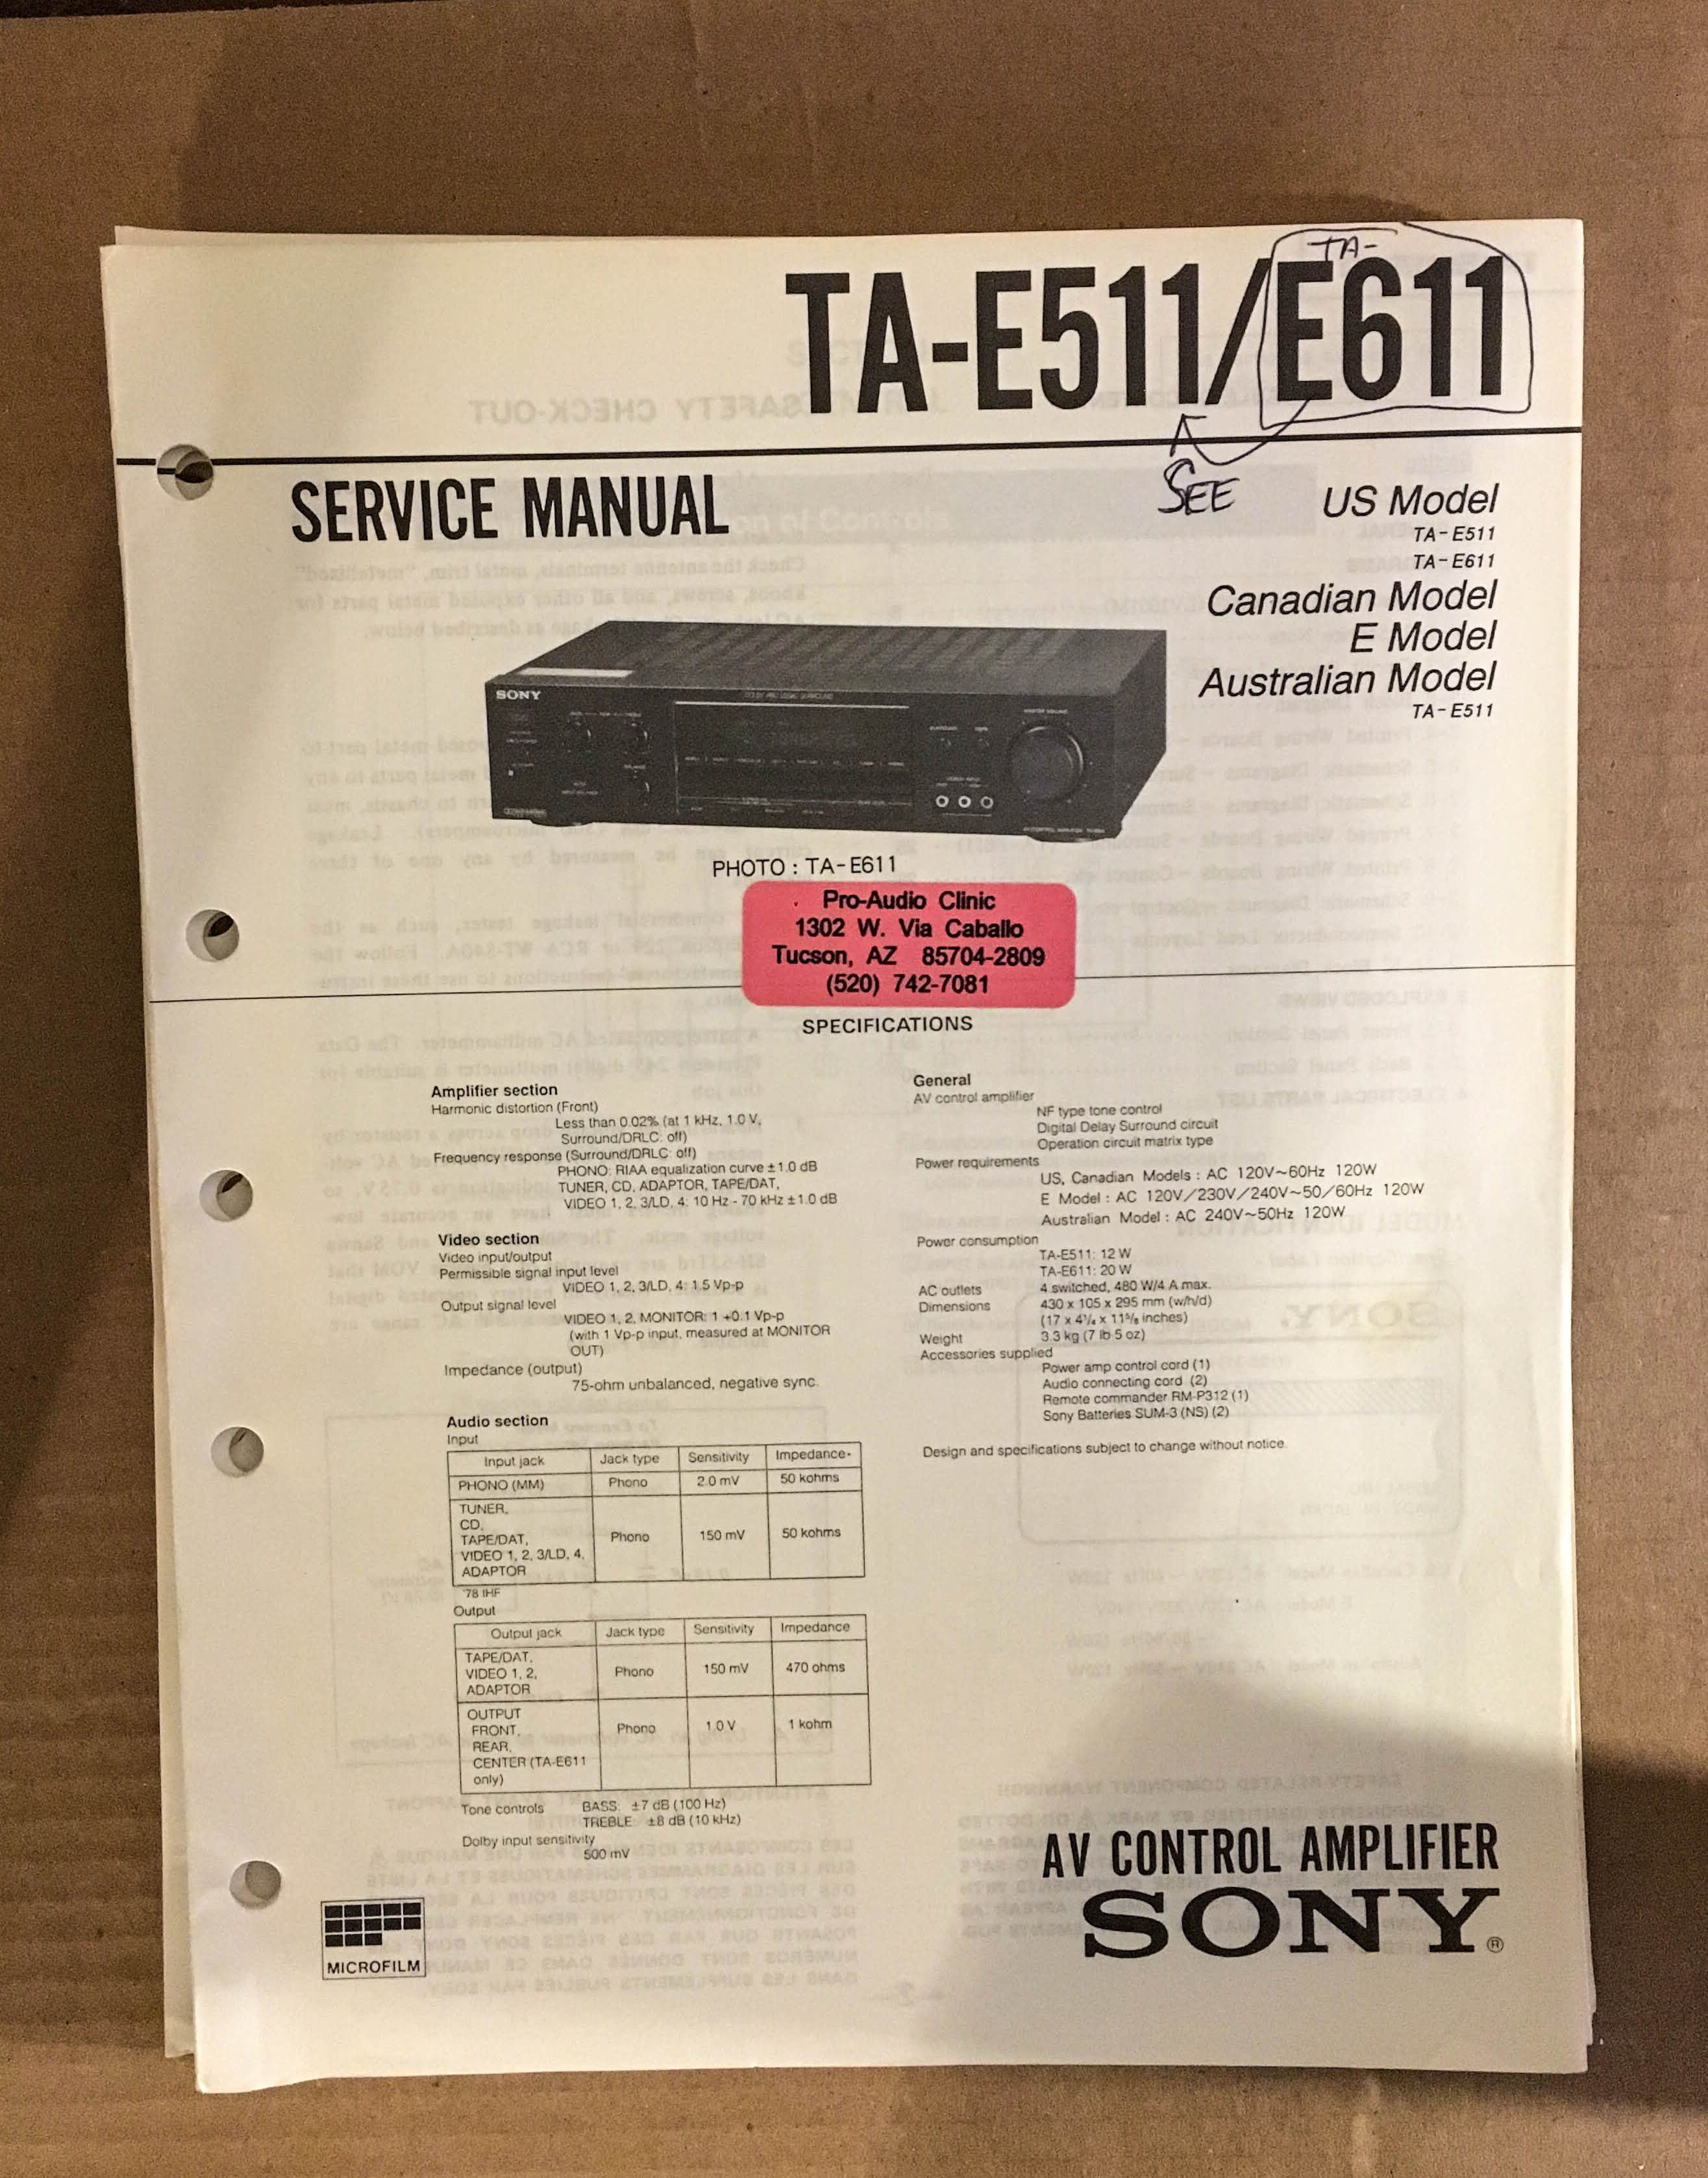 TA-
TA-E511/E611
SEE
SERVICE MANUAL
US Model
TA-E511
TA-E611
Canadian Model
E Model
Australian Model
TA-E511
SONY
PHOTO : TA-E611
Pro-Audio Clinic
1302 W. Via Caballo
Tucson, AZ 85704-2809
(520) 742-7081
SPECIFICATIONS
Amplifier section
Harmonic distortion (Front)
Less than 0.02% (at 1 kHz, 1.0 V,
Surround/DRLC: off)
Frequency response (Surround/DRLC: off)
PHONO: RIAA equalization curve ±1.0 dB
TUNER, CD, ADAPTOR, TAPE/DAT,
VIDEO 1, 2, 3/LD, 4: 10 Hz - 70 kHz ±1.0 dB
Video section
Video input/output
Permissible signal input level
VIDEO 1, 2, 3/LD, 4: 1.5 Vp-p
Output signal level
VIDEO 1, 2, MONITOR: 1 +0.1 Vp-p
(with 1 Vp-p input, measured at MONITOR
OUT)
Impedance (output)
75-ohm unbalanced, negative sync.
Audio section
Input
Input jack Jack type Sensitivity Impedance
PHONO (MM) Phono 2.0 mV 50 kohms
TUNER,
CD,
TAPE/DAT,
VIDEO 1, 2, 3/LD, 4,
ADAPTOR
Phono 150 mV 50 kohms
'78 IHF
Output
Output jack Jack type Sensitivity Impedance
TAPE/DAT,
VIDEO 1, 2,
ADAPTOR
Phono 150 mV 470 ohms
OUTPUT
FRONT,
REAR,
CENTER (TA-E611
only)
Phono 1.0 V 1 kohm
Tone controls BASS: ±7 dB (100 Hz)
TREBLE: ±8 dB (10 kHz)
Dolby input sensitivity
500 mV
General
AV control amplifier
NF type tone control
Digital Delay Surround circuit
Operation circuit matrix type
Power requirements
US, Canadian Models : AC 120V~60Hz 120W
E Model : AC 120V/230V/240V~50/60Hz 120W
Australian Model : AC 240V~50Hz 120W
Power consumption
TA-E511: 12 W
TA-E611: 20 W
AC outlets 4 switched, 480 W/4 A max.
Dimensions 430 x 105 x 295 mm (w/h/d)
(17 x 4¼ x 11⅝ inches)
Weight 3.3 kg (7 lb 5 oz)
Accessories supplied
Power amp control cord (1)
Audio connecting cord (2)
Remote commander RM-P312 (1)
Sony Batteries SUM-3 (NS) (2)
Design and specifications subject to change without notice.
MICROFILM
AV CONTROL AMPLIFIER
SONY®